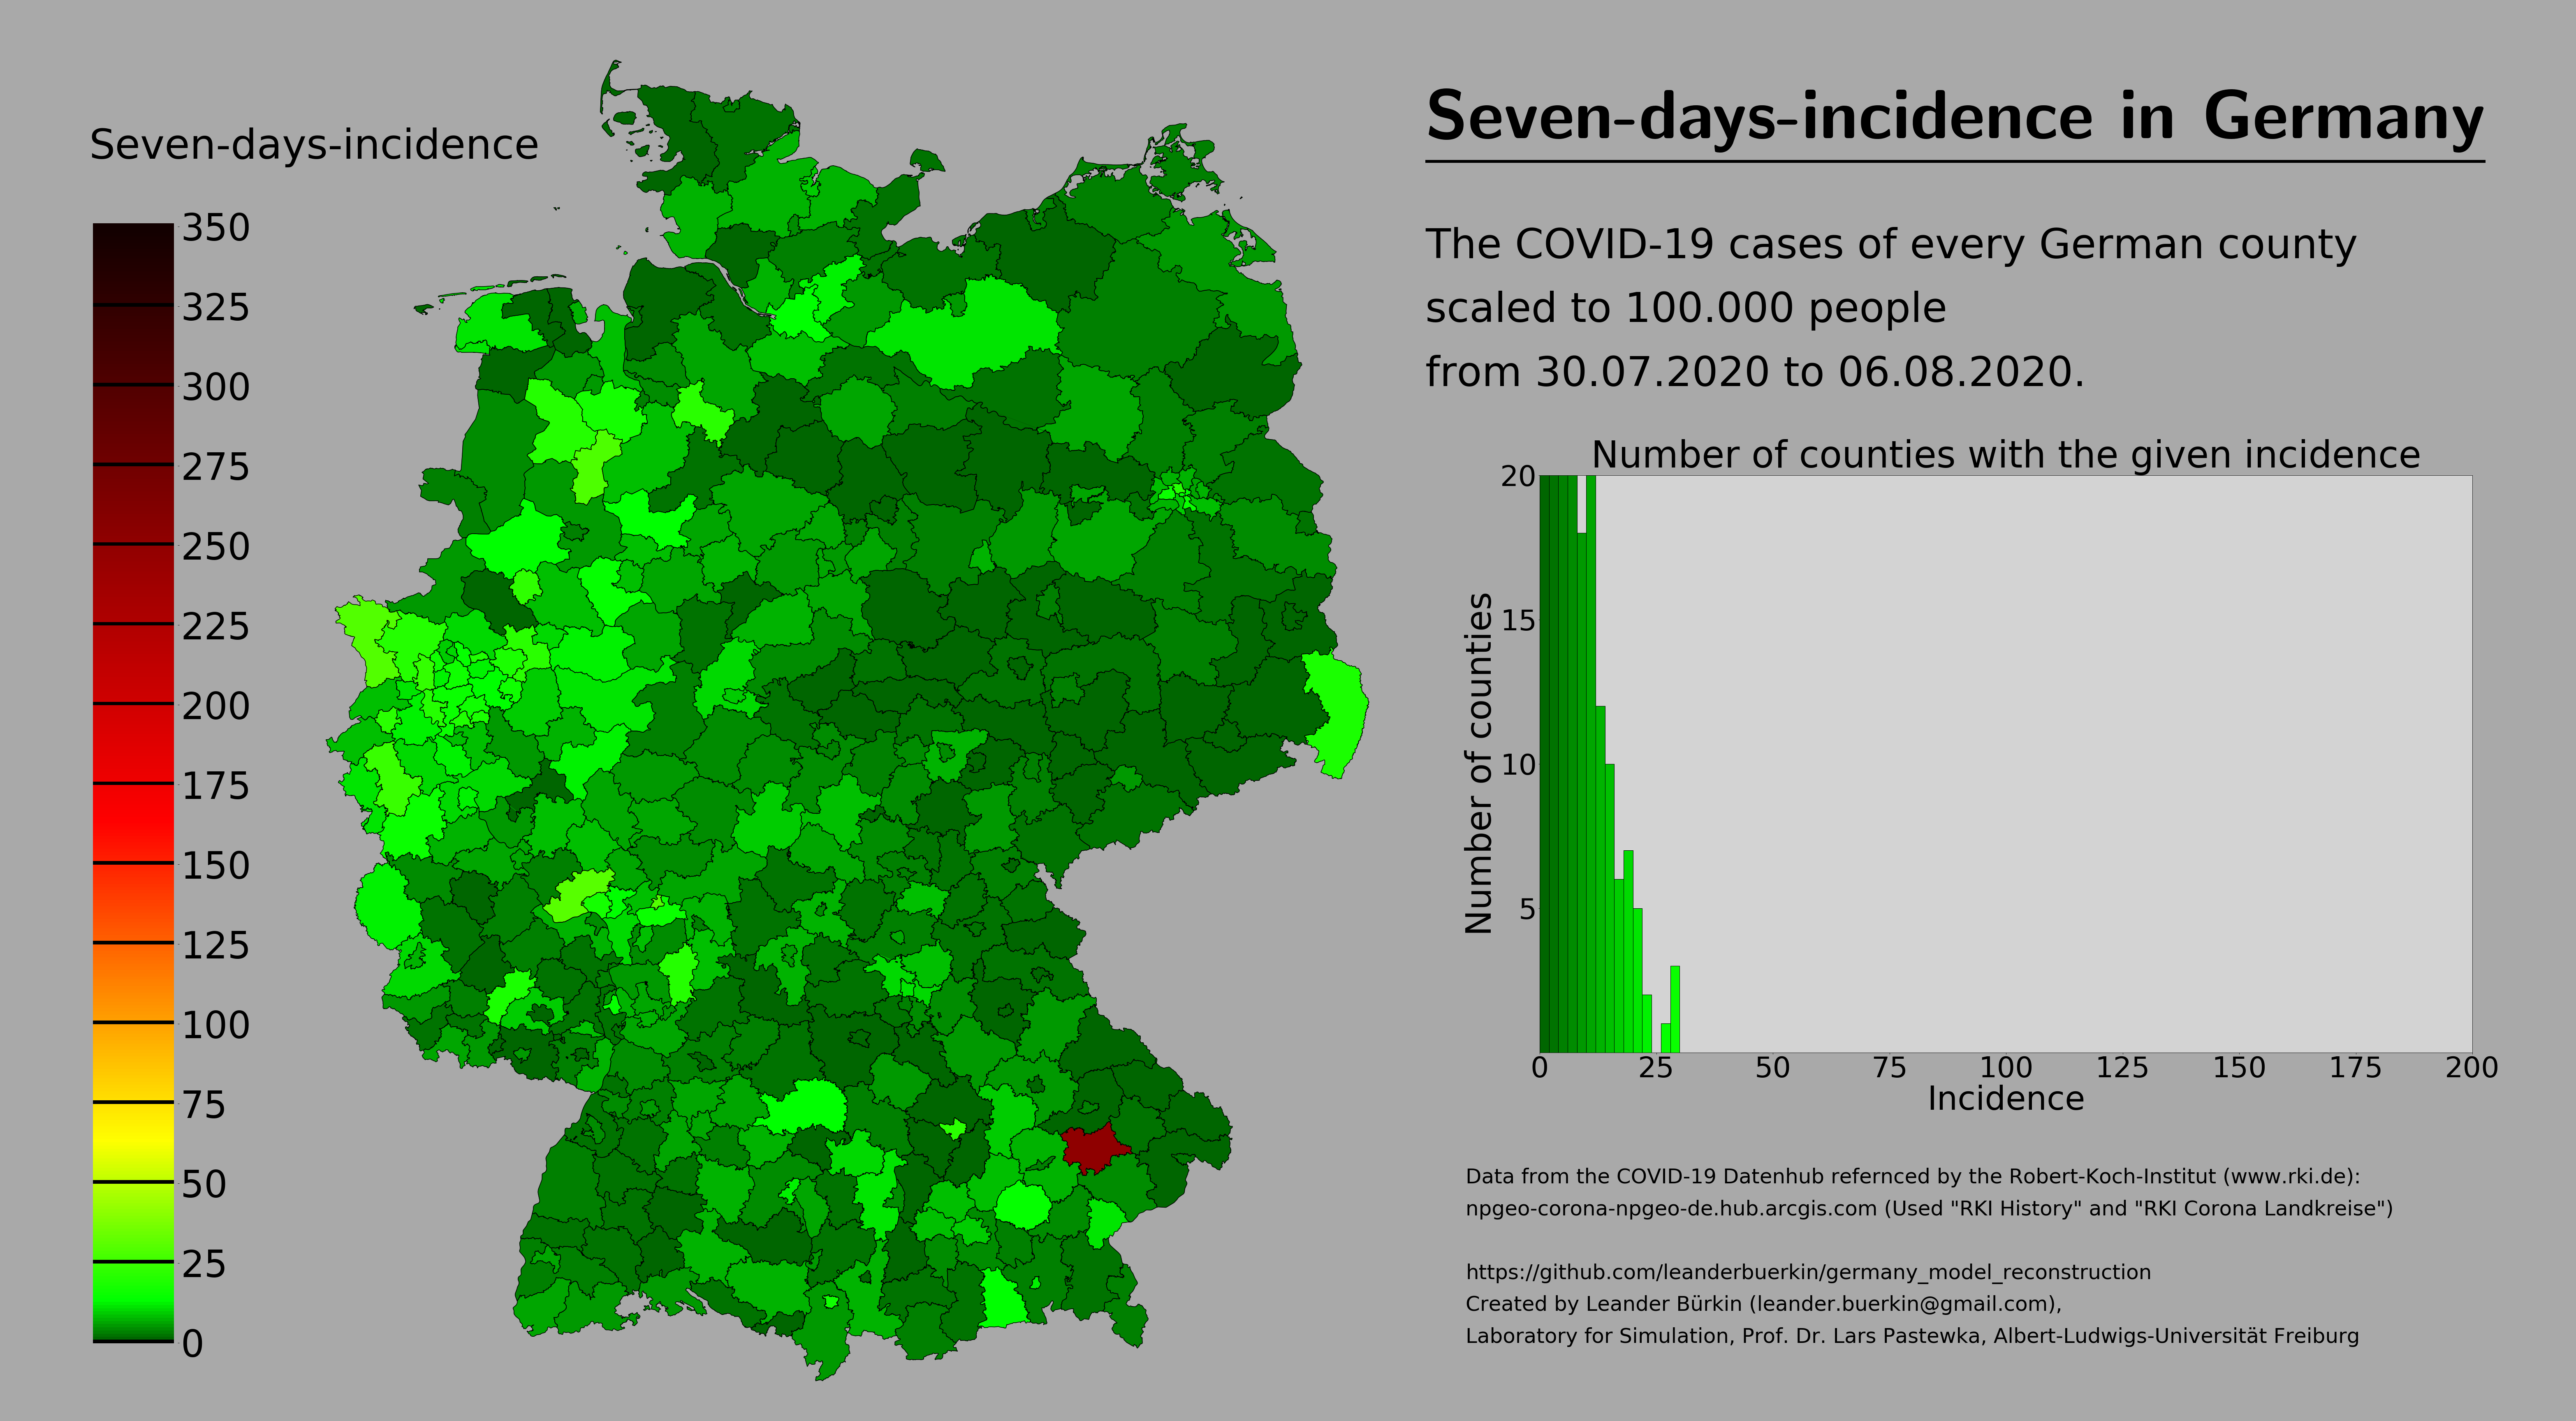 Seven-days-incidence in Germany
Seven-days-incidence
350
325
300
275
250
225
200
175
150
125
100
75
50
25
0
The COVID-19 cases of every German county
scaled to 100.000 people
from 30.07.2020 to 06.08.2020.
Number of counties with the given incidence
Number of counties
20
15
10
5
0 25 50 75 100 125 150 175 200
Incidence
Data from the COVID-19 Datenhub refernced by the Robert-Koch-Institut (www.rki.de):
npgeo-corona-npgeo-de.hub.arcgis.com (Used "RKI History" and "RKI Corona Landkreise")
https://github.com/leanderbuerkin/germany_model_reconstruction
Created by Leander Bürkin (leander.buerkin@gmail.com),
Laboratory for Simulation, Prof. Dr. Lars Pastewka, Albert-Ludwigs-Universität Freiburg